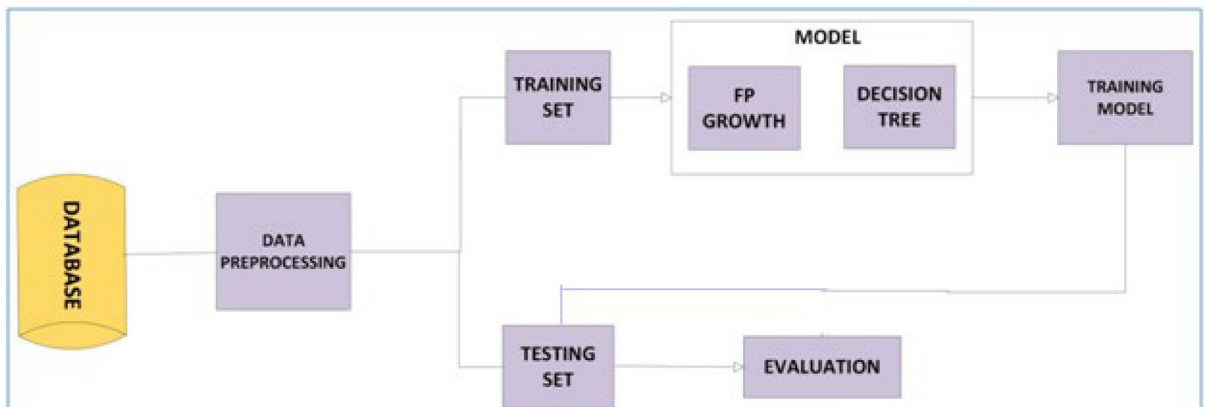 DATABASE
DATA
PREPROCESSING
TRAINING
SET
MODEL
FP
GROWTH
DECISION
TREE
TRAINING
MODEL
TESTING
SET
EVALUATION